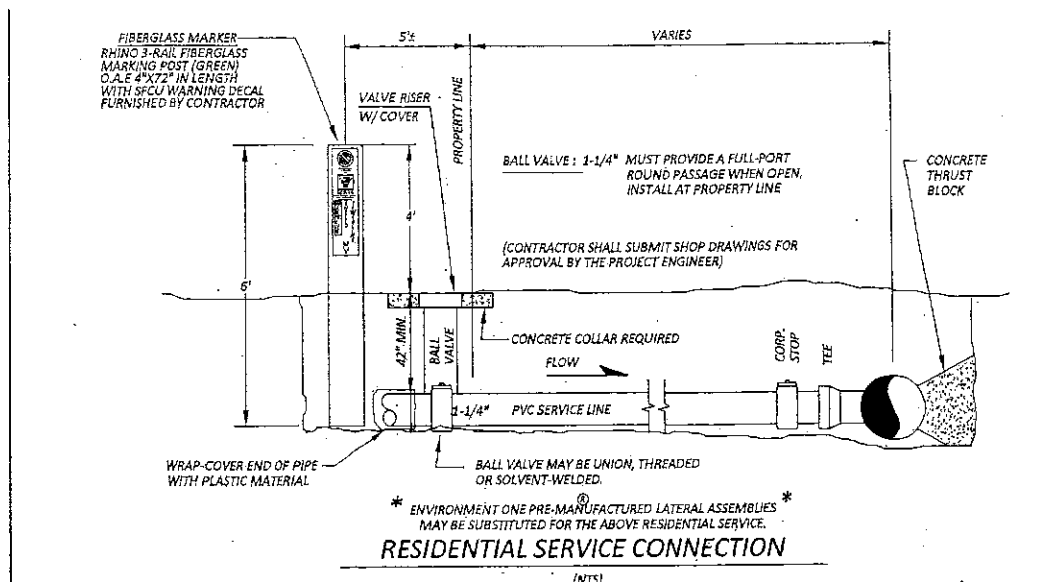 FIBERGLASS MARKER
RHINO 3-RAIL FIBERGLASS
MARKING POST (GREEN)
O.A.E 4"X72" IN LENGTH
WITH SFCU WARNING DECAL
FURNISHED BY CONTRACTOR
5'±
VARIES
VALVE RISER
W/ COVER
PROPERTY LINE
BALL VALVE : 1-1/4" MUST PROVIDE A FULL-PORT
ROUND PASSAGE WHEN OPEN,
INSTALL AT PROPERTY LINE
CONCRETE
THRUST
BLOCK
4'
(CONTRACTOR SHALL SUBMIT SHOP DRAWINGS FOR
APPROVAL BY THE PROJECT ENGINEER)
6'
42" MIN.
BALL
VALVE
CONCRETE COLLAR REQUIRED
FLOW
CORP.
STOP
TEE
1-1/4" PVC SERVICE LINE
WRAP-COVER END OF PIPE
WITH PLASTIC MATERIAL
BALL VALVE MAY BE UNION, THREADED
OR SOLVENT-WELDED.
* ENVIRONMENT ONE PRE-MANUFACTURED LATERAL ASSEMBLIES *
®
MAY BE SUBSTITUTED FOR THE ABOVE RESIDENTIAL SERVICE.
RESIDENTIAL SERVICE CONNECTION
(NTS)